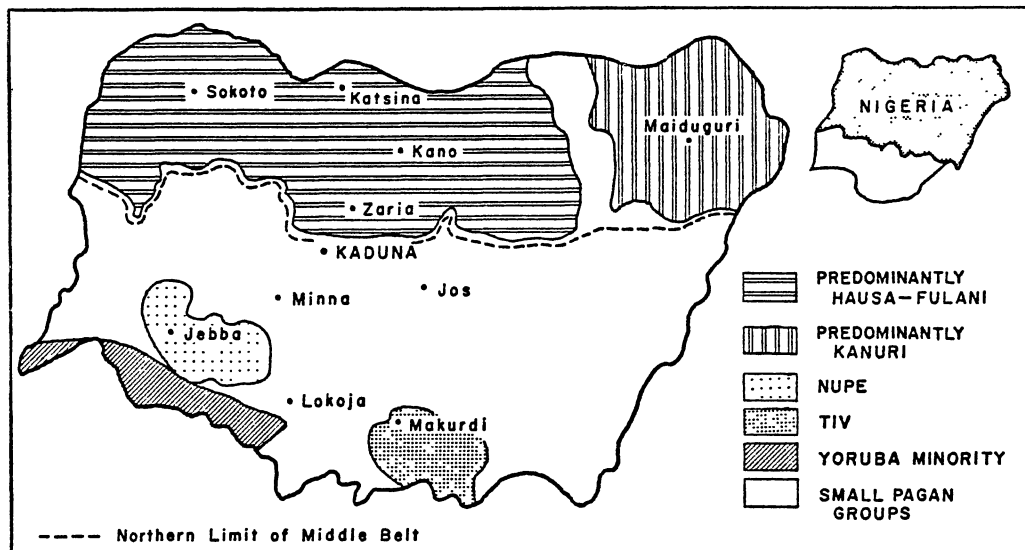 Sokoto
Katsina
Kano
Maiduguri
Zaria
KADUNA
Minna
Jos
Jebba
Lokoja
Makurdi
---- Northern Limit of Middle Belt
NIGERIA
PREDOMINANTLY
HAUSA-FULANI
PREDOMINANTLY
KANURI
NUPE
TIV
YORUBA MINORITY
SMALL PAGAN
GROUPS